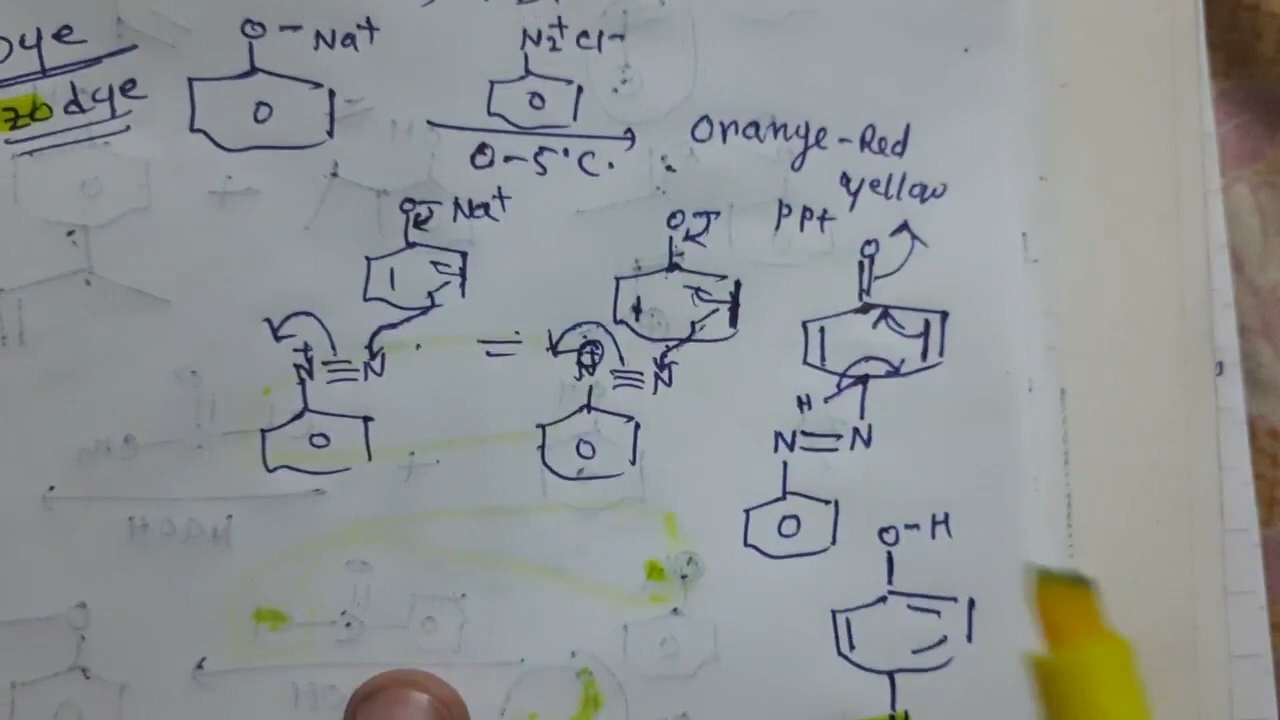 Dye
zo dye
O - Na+
N2+ Cl-
O
O
0-5°C.
Orange-Red
yellow
ppt
O- Na+
O-
O
N+ ≡ N
=
N+ ≡ N
H
N = N
O
O
O
O-H